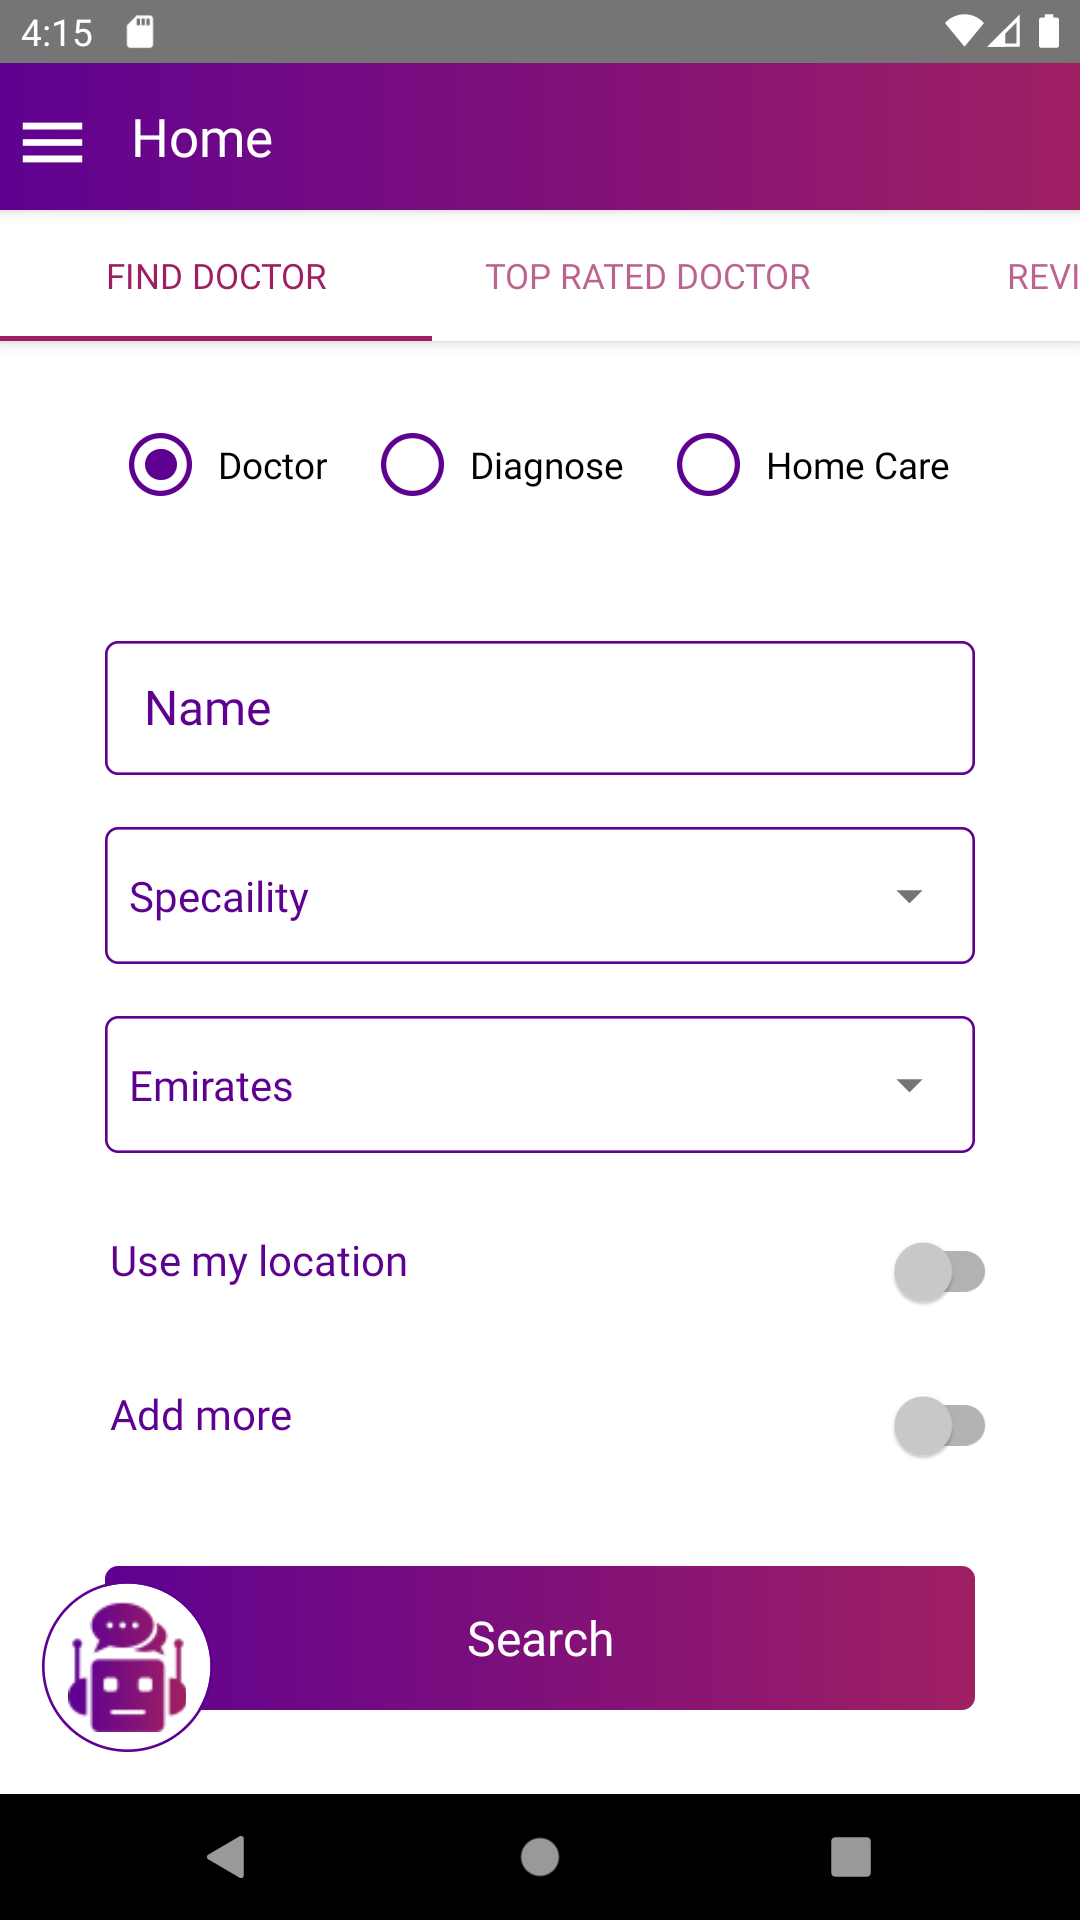 4:15
Home
FIND DOCTOR TOP RATED DOCTOR REVI
Doctor Diagnose Home Care
Name
Specaility
Emirates
Use my location
Add more
Search